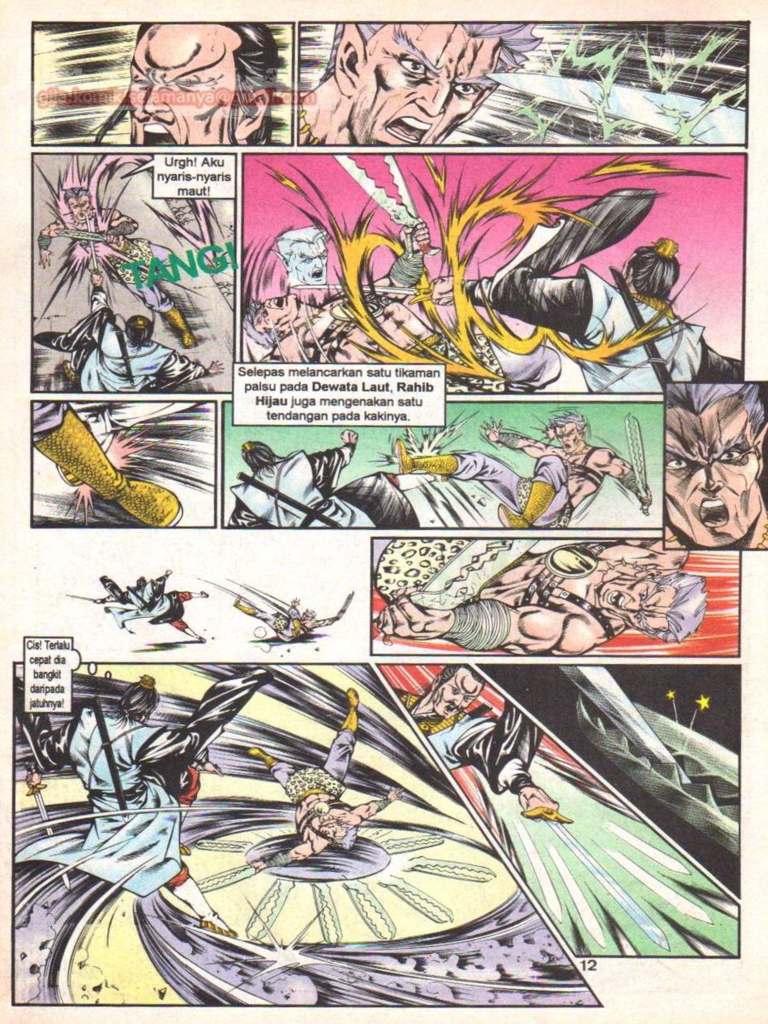 Urgh! Aku
nyaris-nyaris
maut!
TANG!
Selepas melancarkan satu tikaman
palsu pada Dewata Laut, Rahib
Hijau juga mengenakan satu
tendangan pada kakinya.
Cis! Terlalu
cepat dia
bangkit
daripada
jatuhnya!
12